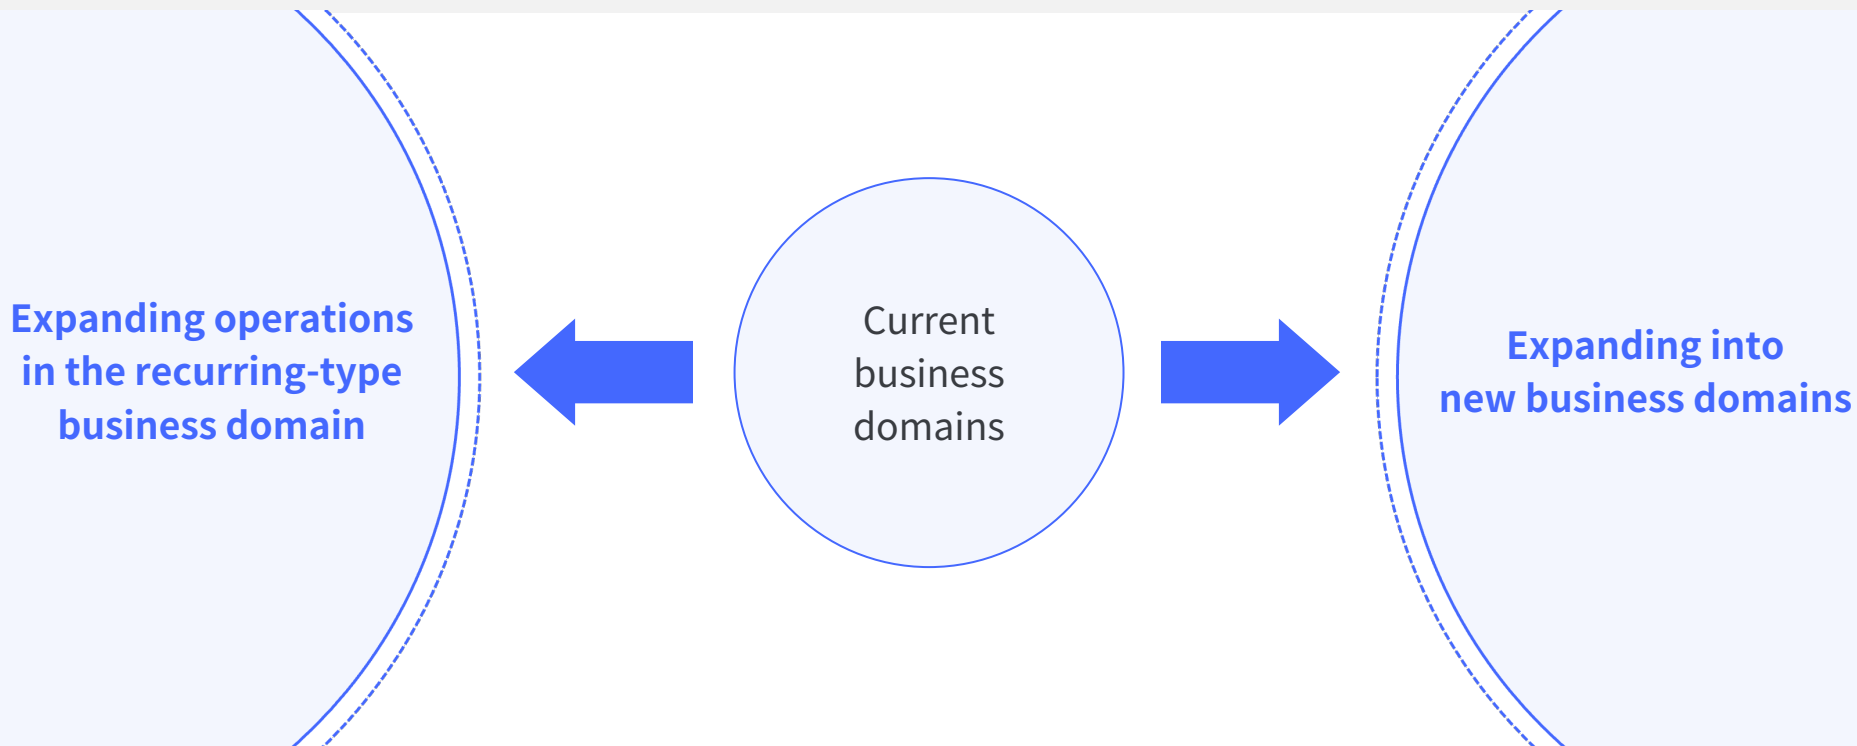 Expanding operations
in the recurring-type
business domain
Current
business
domains
Expanding into
new business domains